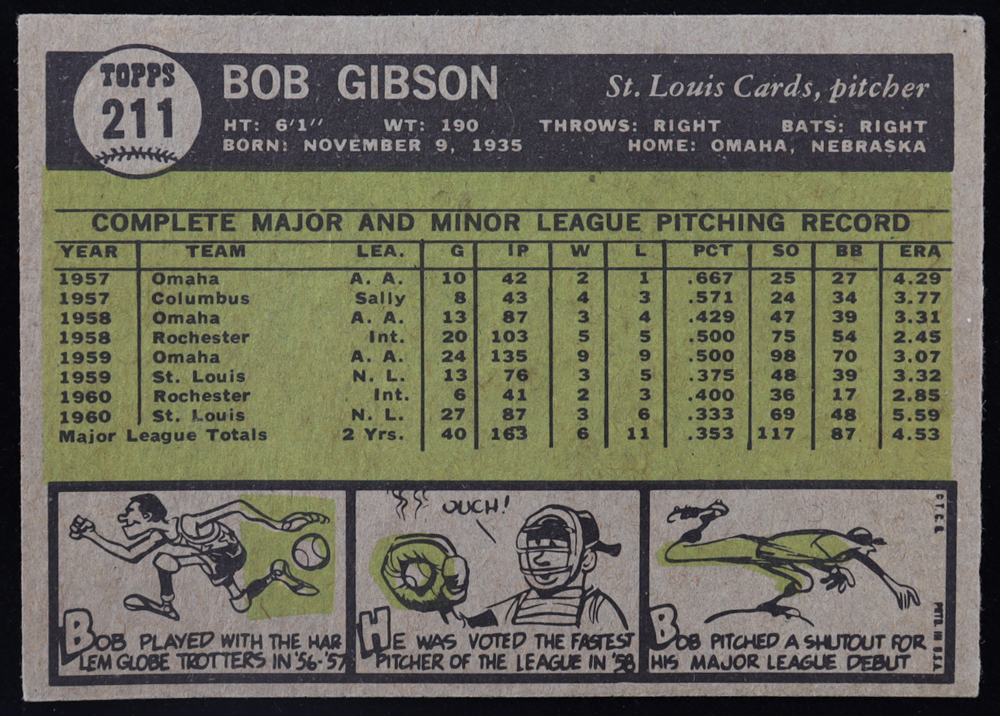 TOPPS
211
BOB GIBSON
St. Louis Cards, pitcher
HT: 6'1" WT: 190 THROWS: RIGHT BATS: RIGHT
BORN: NOVEMBER 9, 1935 HOME: OMAHA, NEBRASKA
COMPLETE MAJOR AND MINOR LEAGUE PITCHING RECORD
YEAR TEAM LEA. G IP W L PCT SO BB ERA
1957 Omaha A. A. 10 42 2 1 .667 25 27 4.29
1957 Columbus Sally 8 43 4 3 .571 24 34 3.77
1958 Omaha A. A. 13 87 3 4 .429 47 39 3.31
1958 Rochester Int. 20 103 5 5 .500 75 54 2.45
1959 Omaha A. A. 24 135 9 9 .500 98 70 3.07
1959 St. Louis N. L. 13 76 3 5 .375 48 39 3.32
1960 Rochester Int. 6 41 2 3 .400 36 17 2.85
1960 St. Louis N. L. 27 87 3 6 .333 69 48 5.59
Major League Totals 2 Yrs. 40 163 6 11 .353 117 87 4.53
BOB PLAYED WITH THE HAR
LEM GLOBE TROTTERS IN '56-'57
OUCH!
HE WAS VOTED THE FASTEST
PITCHER OF THE LEAGUE IN '58
BOB PITCHED A SHUTOUT FOR
HIS MAJOR LEAGUE DEBUT
© T.C.G.
PTD. IN U.S.A.